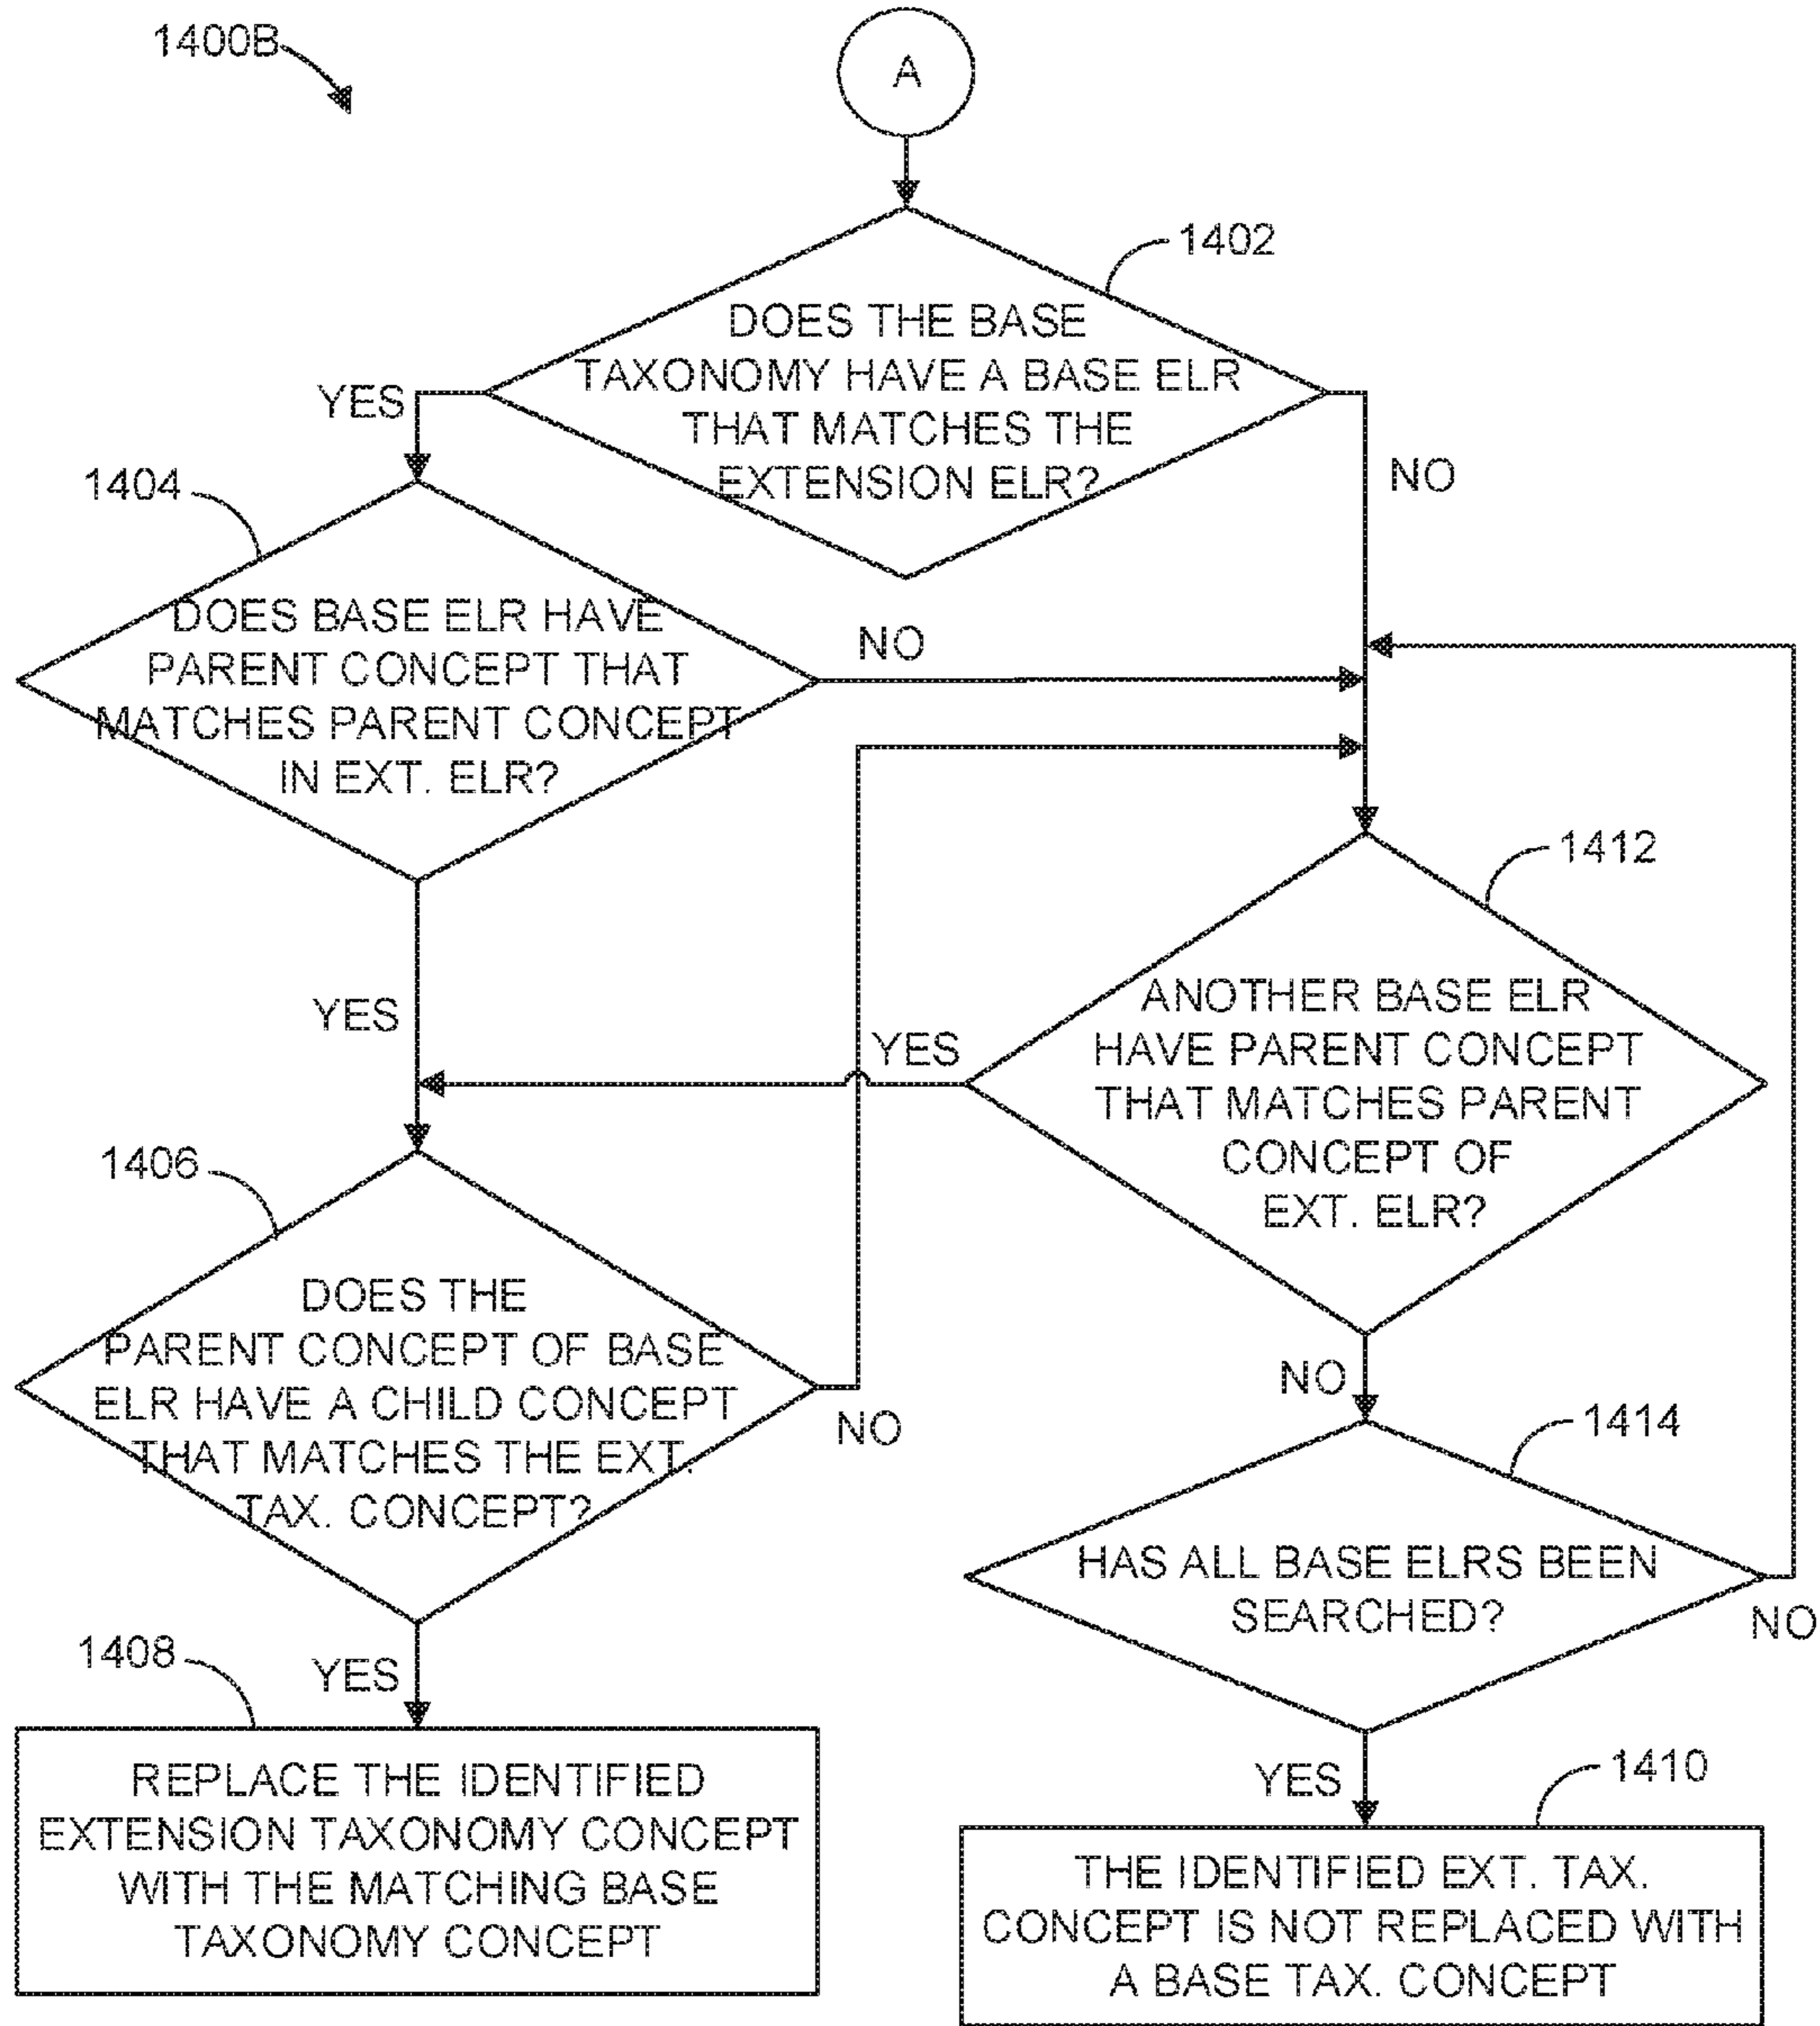 1400B
A
1402
DOES THE BASE
TAXONOMY HAVE A BASE ELR
THAT MATCHES THE
EXTENSION ELR?
YES
NO
1404
DOES BASE ELR HAVE
PARENT CONCEPT THAT
MATCHES PARENT CONCEPT
IN EXT. ELR?
NO
YES
1412
ANOTHER BASE ELR
HAVE PARENT CONCEPT
THAT MATCHES PARENT
CONCEPT OF
EXT. ELR?
YES
NO
1406
DOES THE
PARENT CONCEPT OF BASE
ELR HAVE A CHILD CONCEPT
THAT MATCHES THE EXT.
TAX. CONCEPT?
NO
YES
1414
HAS ALL BASE ELRS BEEN
SEARCHED?
NO
YES
1408
REPLACE THE IDENTIFIED
EXTENSION TAXONOMY CONCEPT
WITH THE MATCHING BASE
TAXONOMY CONCEPT
1410
THE IDENTIFIED EXT. TAX.
CONCEPT IS NOT REPLACED WITH
A BASE TAX. CONCEPT